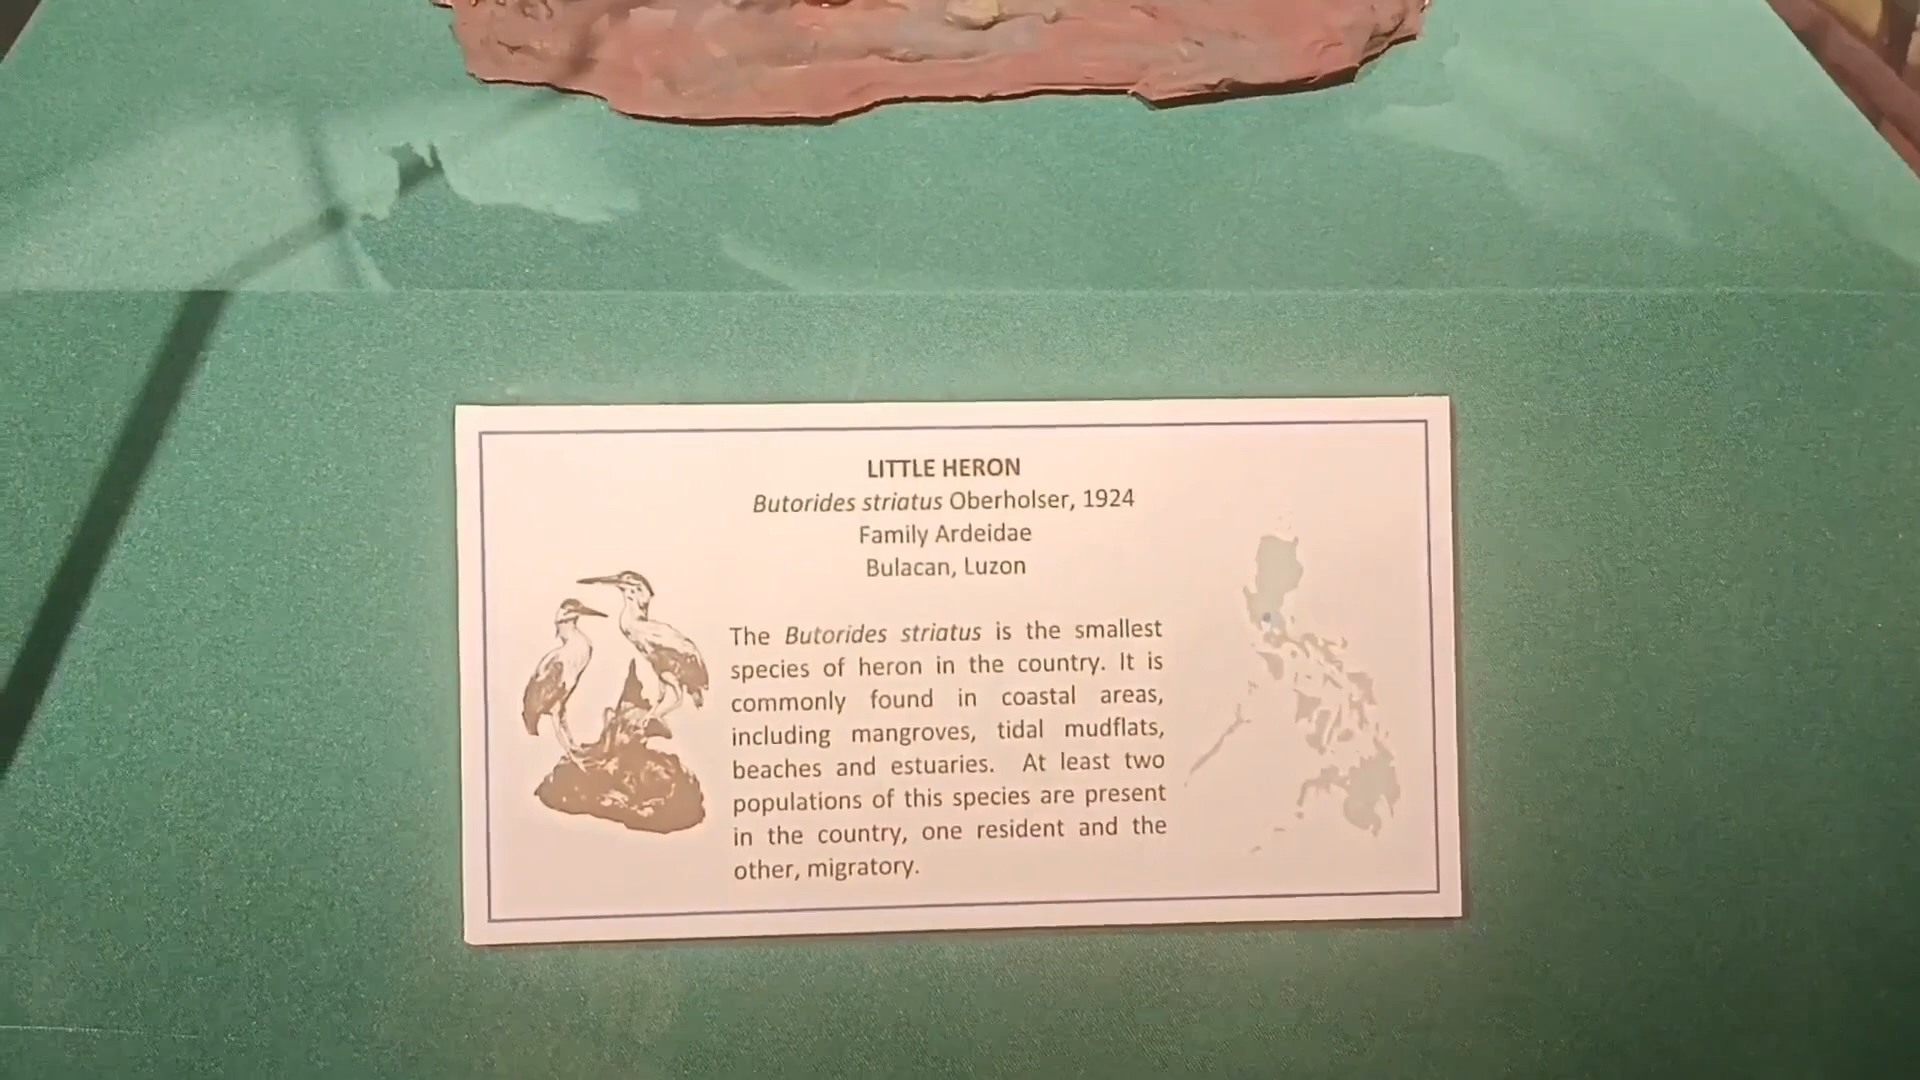 LITTLE HERON
Butorides striatus Oberholser, 1924
Family Ardeidae
Bulacan, Luzon
The Butorides striatus is the smallest
species of heron in the country. It is
commonly found in coastal areas,
including mangroves, tidal mudflats,
beaches and estuaries. At least two
populations of this species are present
in the country, one resident and the
other, migratory.